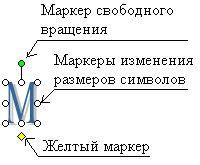 Маркер свободного
вращения
Маркеры изменения
размеров символов
М
Желтый маркер